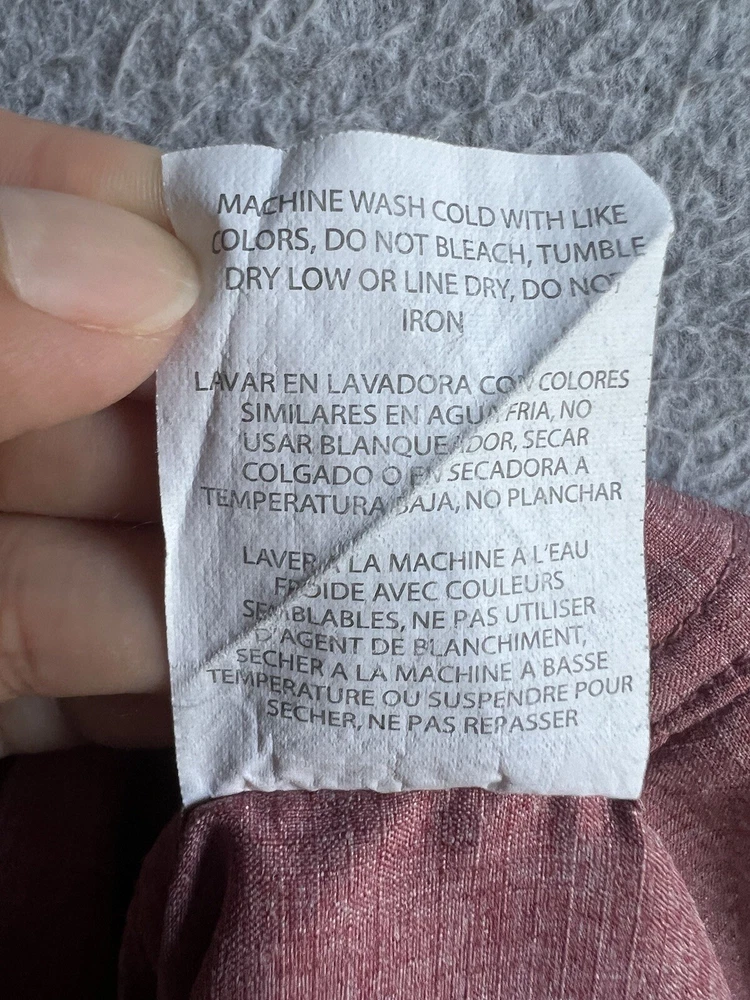 MACHINE WASH COLD WITH LIKE
COLORS, DO NOT BLEACH, TUMBLE
DRY LOW OR LINE DRY, DO NOT
IRON
LAVAR EN LAVADORA CON COLORES
SIMILARES EN AGUA FRIA, NO
USAR BLANQUEADOR, SECAR
COLGADO O EN SECADORA A
TEMPERATURA BAJA, NO PLANCHAR
LAVER A LA MACHINE A L'EAU
FROIDE AVEC COULEURS
SEMBLABLES, NE PAS UTILISER
D'AGENT DE BLANCHIMENT,
SECHER A LA MACHINE A BASSE
TEMPERATURE OU SUSPENDRE POUR
SECHER, NE PAS REPASSER